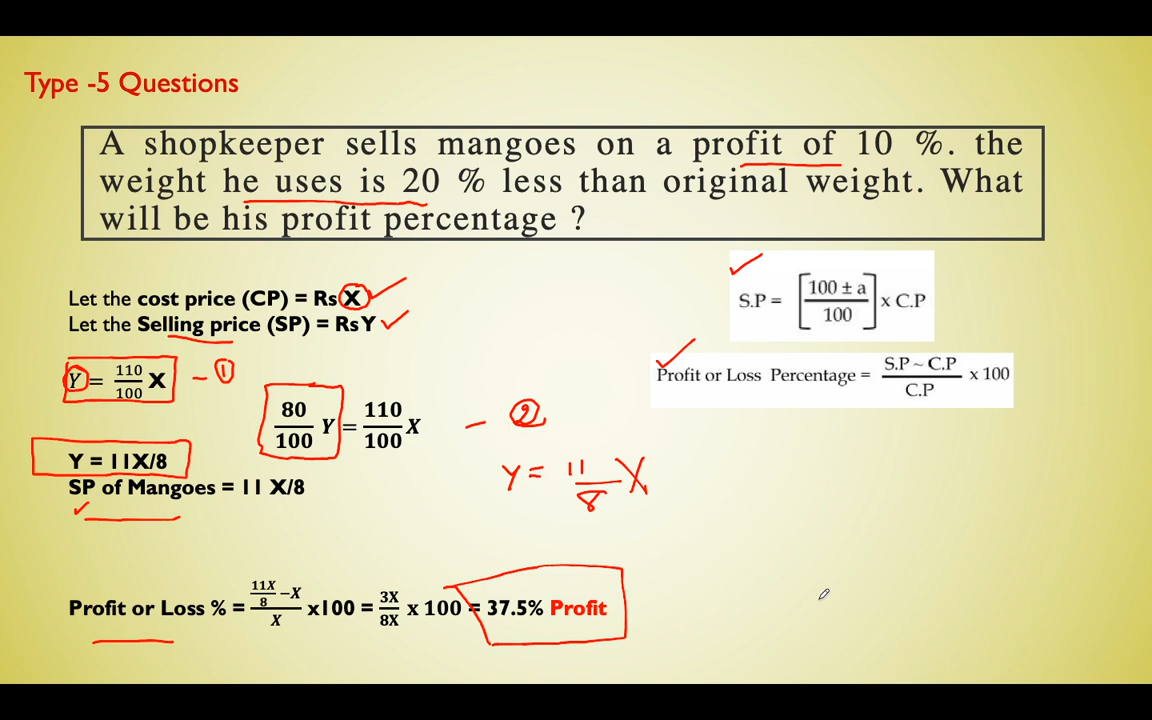 Type -5 Questions
A shopkeeper sells mangoes on a profit of 10 %. the
weight he uses is 20 % less than original weight. What
will be his profit percentage ?
Let the cost price (CP) = Rs X
Let the Selling price (SP) = Rs Y
S.P = [100 ± a / 100] x C.P
Y = 110/100 X - ①
Profit or Loss Percentage = S.P ~ C.P / C.P x 100
80/100 Y = 110/100 X - ②
Y = 11X/8
Y = 11/8 X
SP of Mangoes = 11 X/8
Profit or Loss % = (11X/8 −X)/X x100 = 3X/8X x 100 = 37.5% Profit